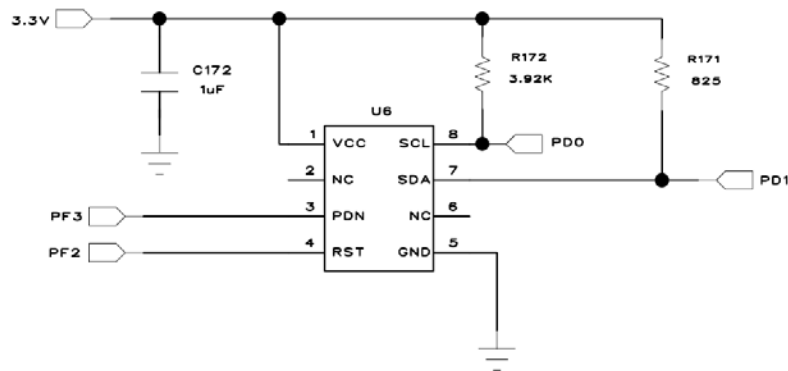 3.3V
C172
1uF
R172
3.92K
R171
825
U6
1 VCC SCL 8 PD0
2 NC SDA 7 PD1
PF3 3 PDN NC 6
PF2 4 RST GND 5